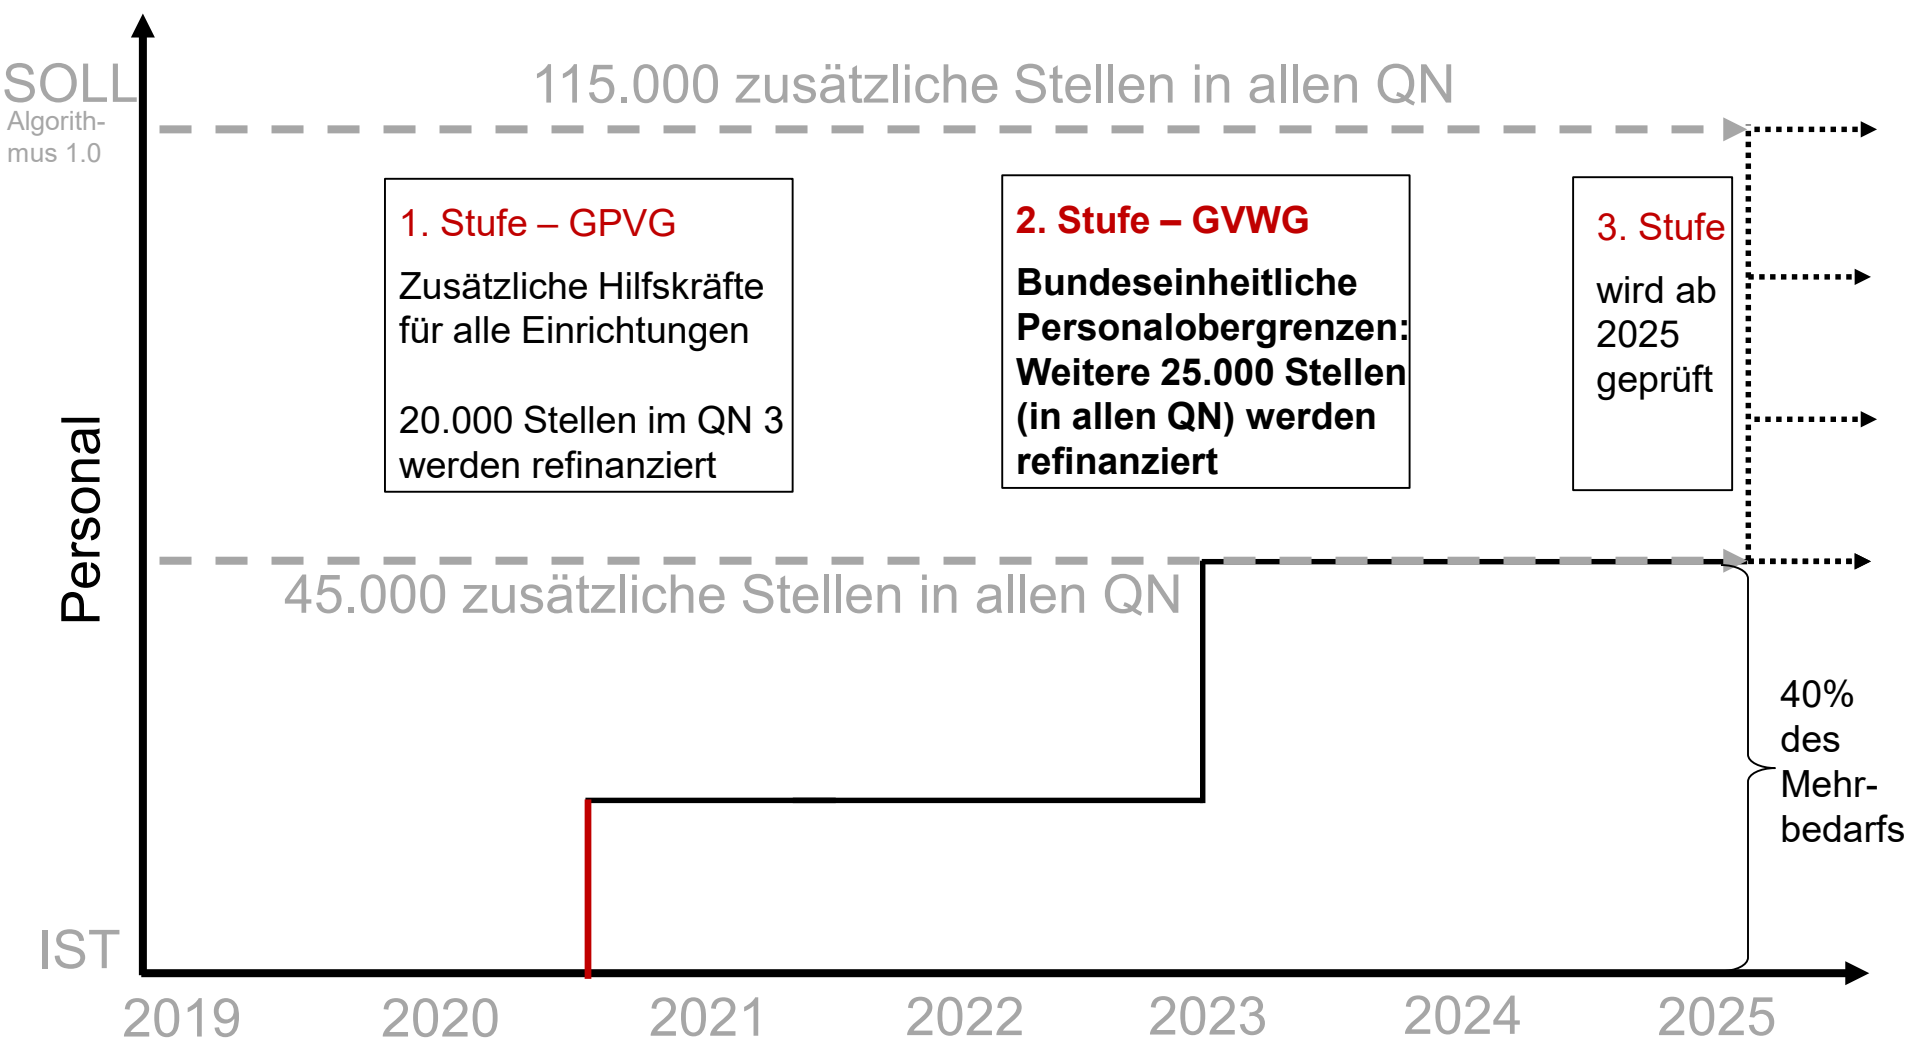 SOLL
Algorith-
mus 1.0
115.000 zusätzliche Stellen in allen QN
1. Stufe – GPVG
Zusätzliche Hilfskräfte
für alle Einrichtungen
20.000 Stellen im QN 3
werden refinanziert
2. Stufe – GVWG
Bundeseinheitliche
Personalobergrenzen:
Weitere 25.000 Stellen
(in allen QN) werden
refinanziert
3. Stufe
wird ab
2025
geprüft
Personal
45.000 zusätzliche Stellen in allen QN
40%
des
Mehr-
bedarfs
IST
2019 2020 2021 2022 2023 2024 2025